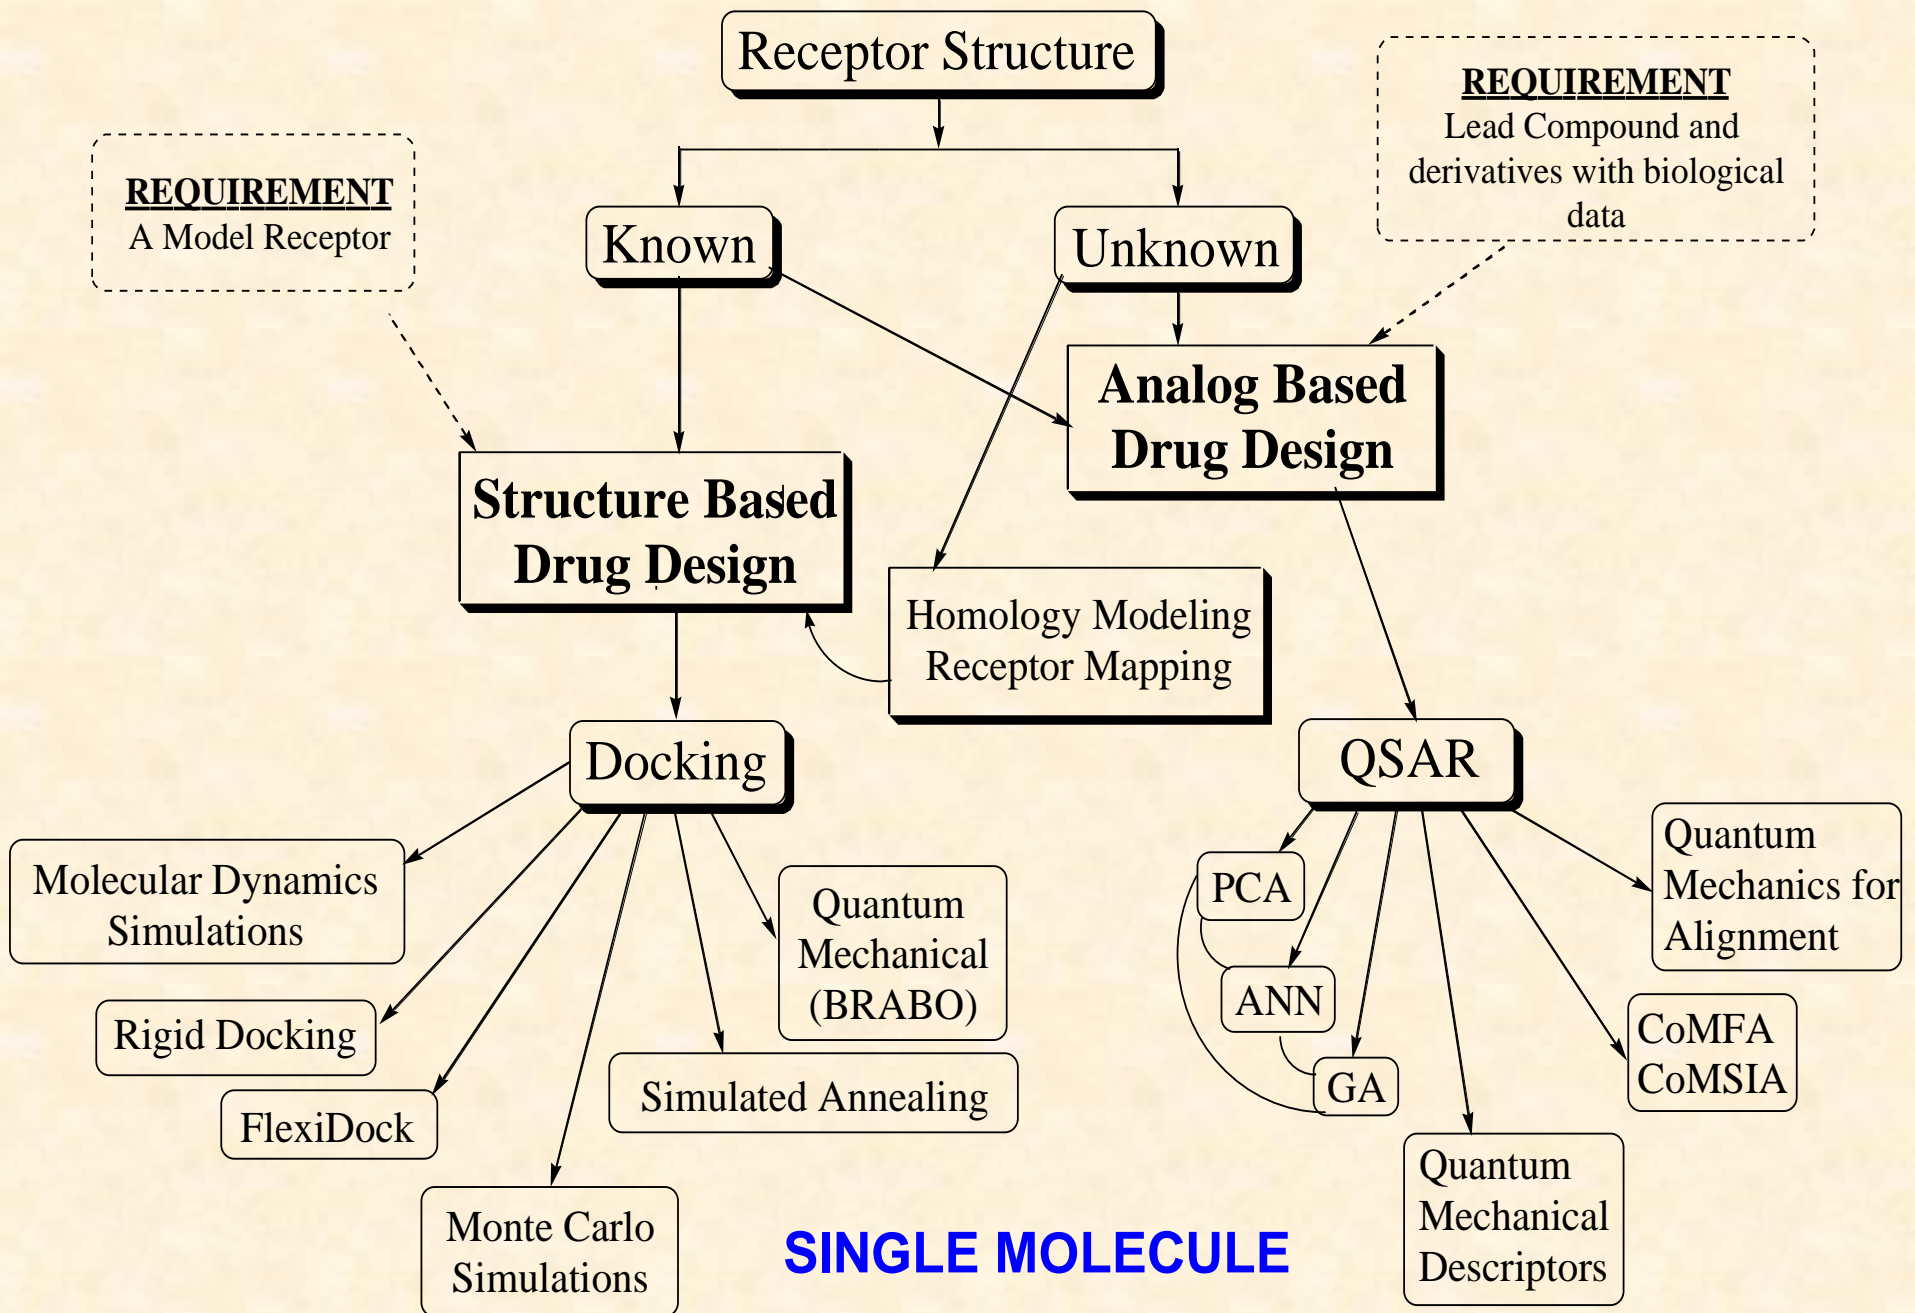 Receptor Structure
REQUIREMENT
Lead Compound and
derivatives with biological
data
REQUIREMENT
A Model Receptor
Known
Unknown
Analog Based
Drug Design
Structure Based
Drug Design
Homology Modeling
Receptor Mapping
Docking
QSAR
Molecular Dynamics
Simulations
Rigid Docking
FlexiDock
Monte Carlo
Simulations
Simulated Annealing
Quantum
Mechanical
(BRABO)
PCA
ANN
GA
Quantum
Mechanical
Descriptors
CoMFA
CoMSIA
Quantum
Mechanics for
Alignment
SINGLE MOLECULE